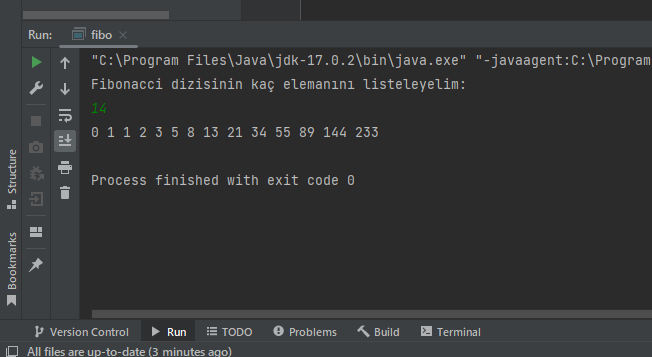 Run: fibo
"C:\Program Files\Java\jdk-17.0.2\bin\java.exe" "-javaagent:C:\Program
Fibonacci dizisinin kaç elemanını listeleyelim:
14
0 1 1 2 3 5 8 13 21 34 55 89 144 233
Process finished with exit code 0
Structure
Bookmarks
Version Control Run TODO Problems Build Terminal
All files are up-to-date (3 minutes ago)